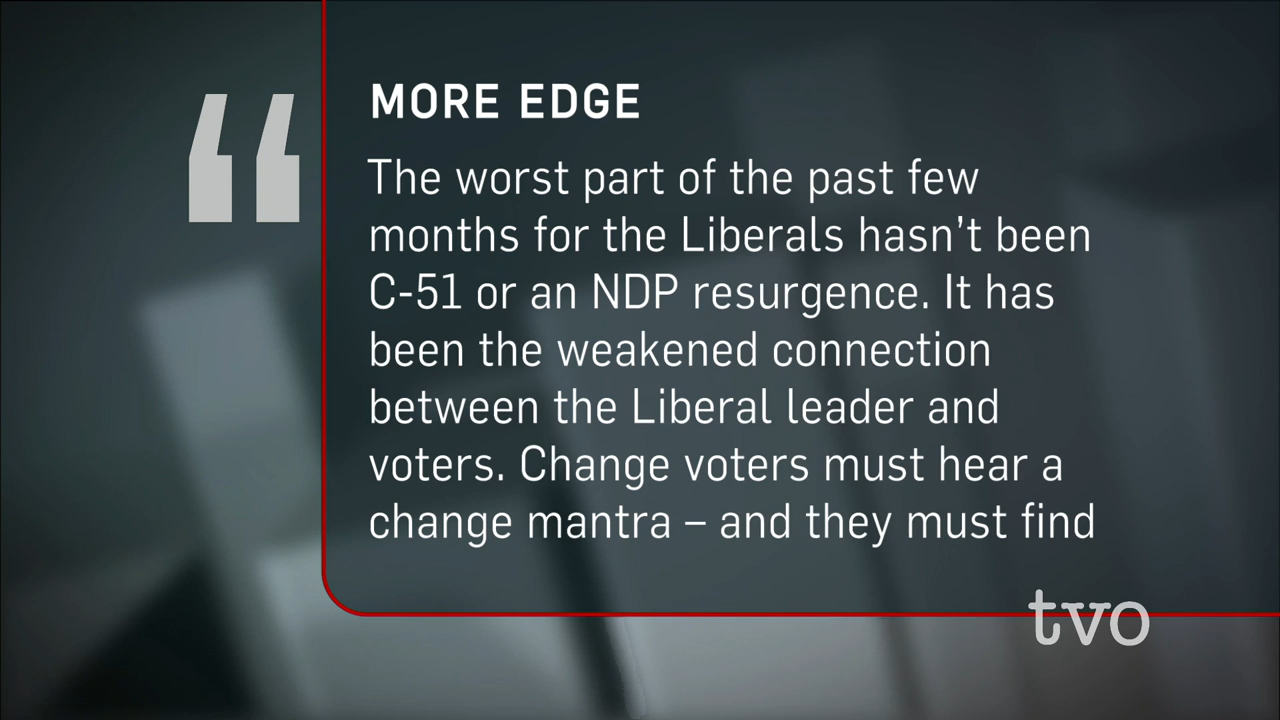 “
MORE EDGE
The worst part of the past few
months for the Liberals hasn’t been
C-51 or an NDP resurgence. It has
been the weakened connection
between the Liberal leader and
voters. Change voters must hear a
change mantra – and they must find
tvo